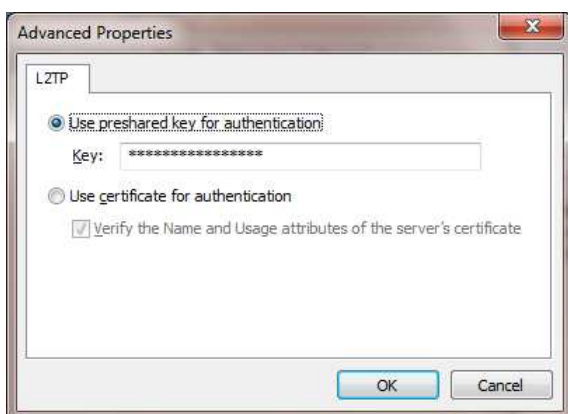 Advanced Properties
L2TP
Use preshared key for authentication
Key: ****************
Use certificate for authentication
Verify the Name and Usage attributes of the server's certificate
OK Cancel